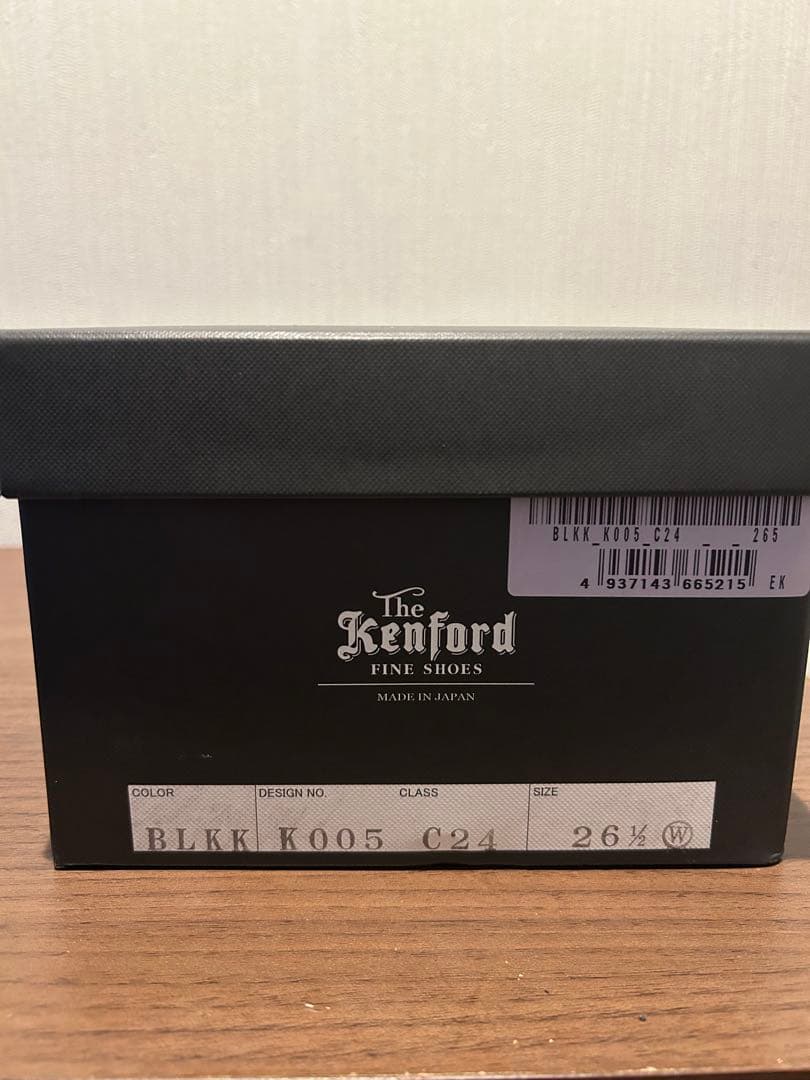 BLKK_K005_C24 _ _ 265
4 937143 665215 EK
The
Kenford
FINE SHOES
MADE IN JAPAN
COLOR DESIGN NO. CLASS SIZE
BLKK K005 C24 26½ Ⓦ